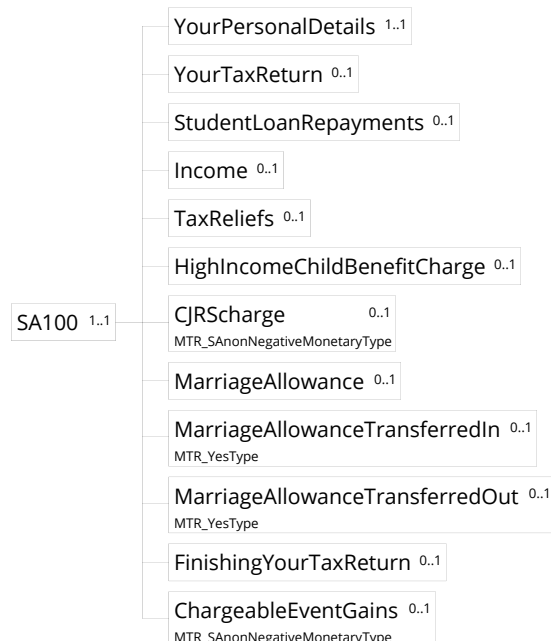 YourPersonalDetails 1..1
YourTaxReturn 0..1
StudentLoanRepayments 0..1
Income 0..1
TaxReliefs 0..1
HighIncomeChildBenefitCharge 0..1
SA100 1..1
CJRScharge 0..1
MTR_SAnonNegativeMonetaryType
MarriageAllowance 0..1
MarriageAllowanceTransferredIn 0..1
MTR_YesType
MarriageAllowanceTransferredOut 0..1
MTR_YesType
FinishingYourTaxReturn 0..1
ChargeableEventGains 0..1
MTR_SAnonNegativeMonetaryType